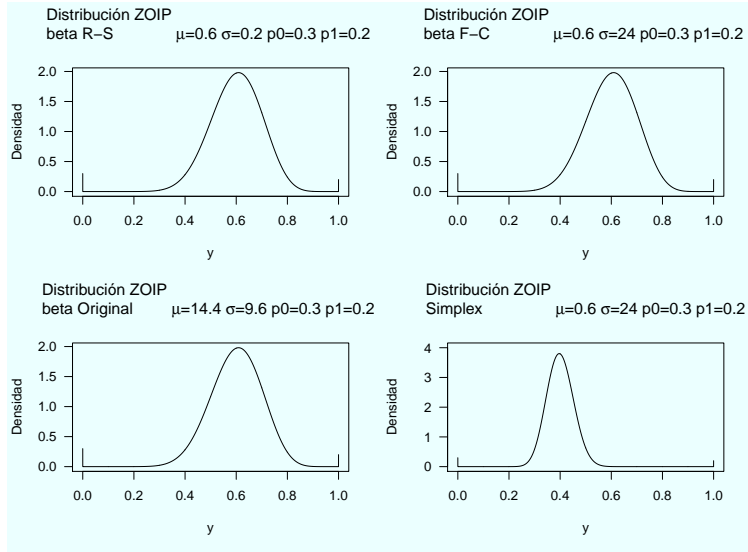 Distribución ZOIP
beta R−S μ=0.6 σ=0.2 p0=0.3 p1=0.2
Densidad
2.0
1.5
1.0
0.5
0.0
0.0 0.2 0.4 0.6 0.8 1.0
y
Distribución ZOIP
beta F−C μ=0.6 σ=24 p0=0.3 p1=0.2
Densidad
2.0
1.5
1.0
0.5
0.0
0.0 0.2 0.4 0.6 0.8 1.0
y
Distribución ZOIP
beta Original μ=14.4 σ=9.6 p0=0.3 p1=0.2
Densidad
2.0
1.5
1.0
0.5
0.0
0.0 0.2 0.4 0.6 0.8 1.0
y
Distribución ZOIP
Simplex μ=0.6 σ=24 p0=0.3 p1=0.2
Densidad
4
3
2
1
0
0.0 0.2 0.4 0.6 0.8 1.0
y